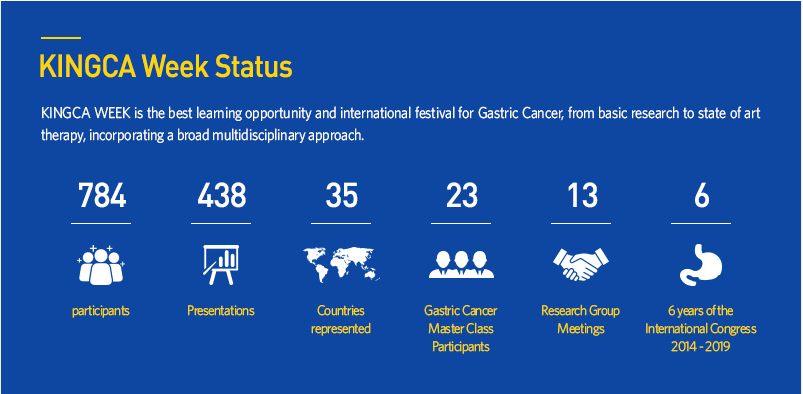 KINGCA Week Status
KINGCA WEEK is the best learning opportunity and international festival for Gastric Cancer, from basic research to state of art
therapy, incorporating a broad multidisciplinary approach.
784
438
35
23
13
6
participants
Presentations
Countries
represented
Gastric Cancer
Master Class
Participants
Research Group
Meetings
6 years of the
International Congress
2014 - 2019